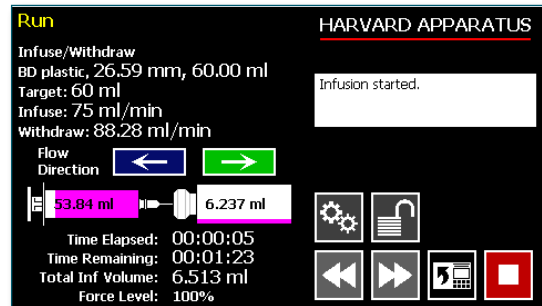 Run
HARVARD APPARATUS
Infuse/Withdraw
BD plastic, 26.59 mm, 60.00 ml
Target: 60 ml
Infuse: 75 ml/min
Withdraw: 88.28 ml/min
Infusion started.
Flow
Direction
53.84 ml
6.237 ml
Time Elapsed: 00:00:05
Time Remaining: 00:01:23
Total Inf Volume: 6.513 ml
Force Level: 100%